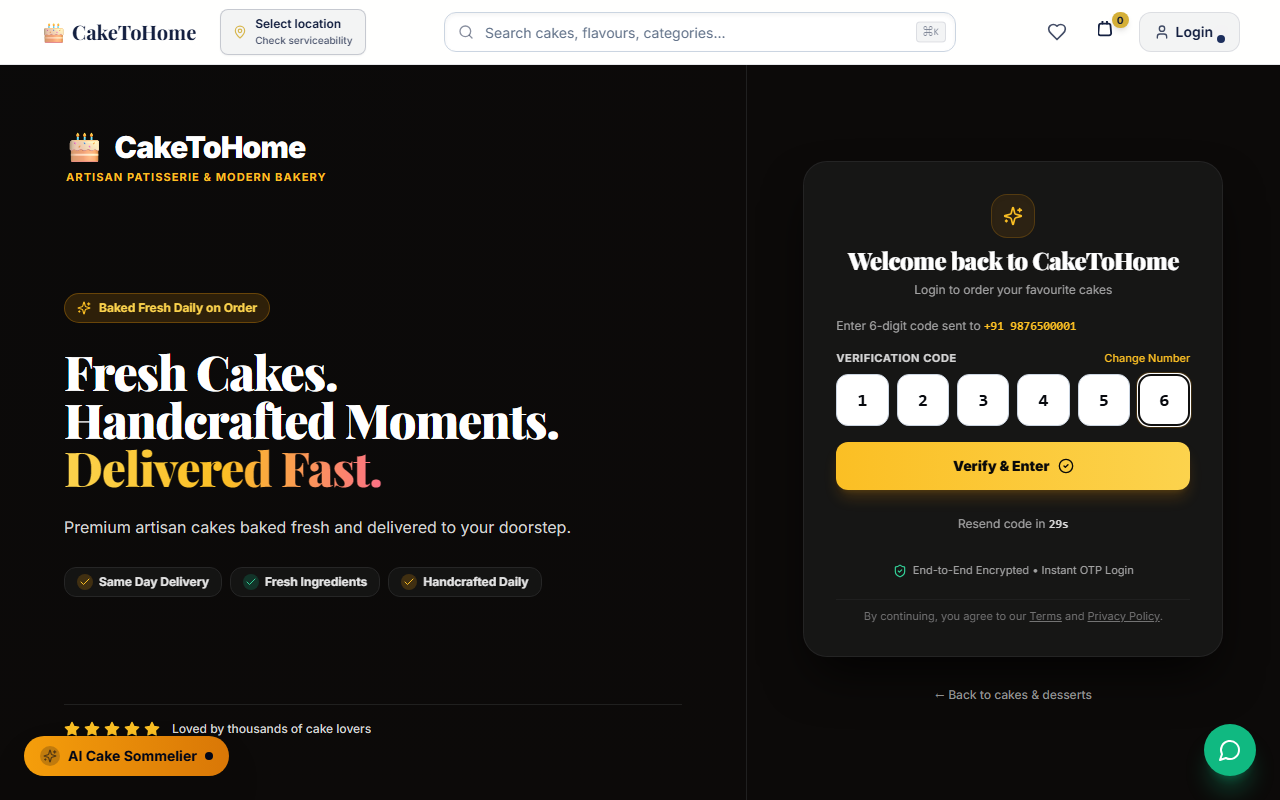 CakeToHome
Select location
Check serviceability
Search cakes, flavours, categories...
⌘K
0
Login
CakeToHome
ARTISAN PATISSERIE & MODERN BAKERY
Baked Fresh Daily on Order
Fresh Cakes.
Handcrafted Moments.
Delivered Fast.
Premium artisan cakes baked fresh and delivered to your doorstep.
Same Day Delivery
Fresh Ingredients
Handcrafted Daily
Loved by thousands of cake lovers
AI Cake Sommelier
Welcome back to CakeToHome
Login to order your favourite cakes
Enter 6-digit code sent to +91 9876500001
VERIFICATION CODE
Change Number
1 2 3 4 5 6
Verify & Enter
Resend code in 29s
End-to-End Encrypted • Instant OTP Login
By continuing, you agree to our Terms and Privacy Policy.
← Back to cakes & desserts